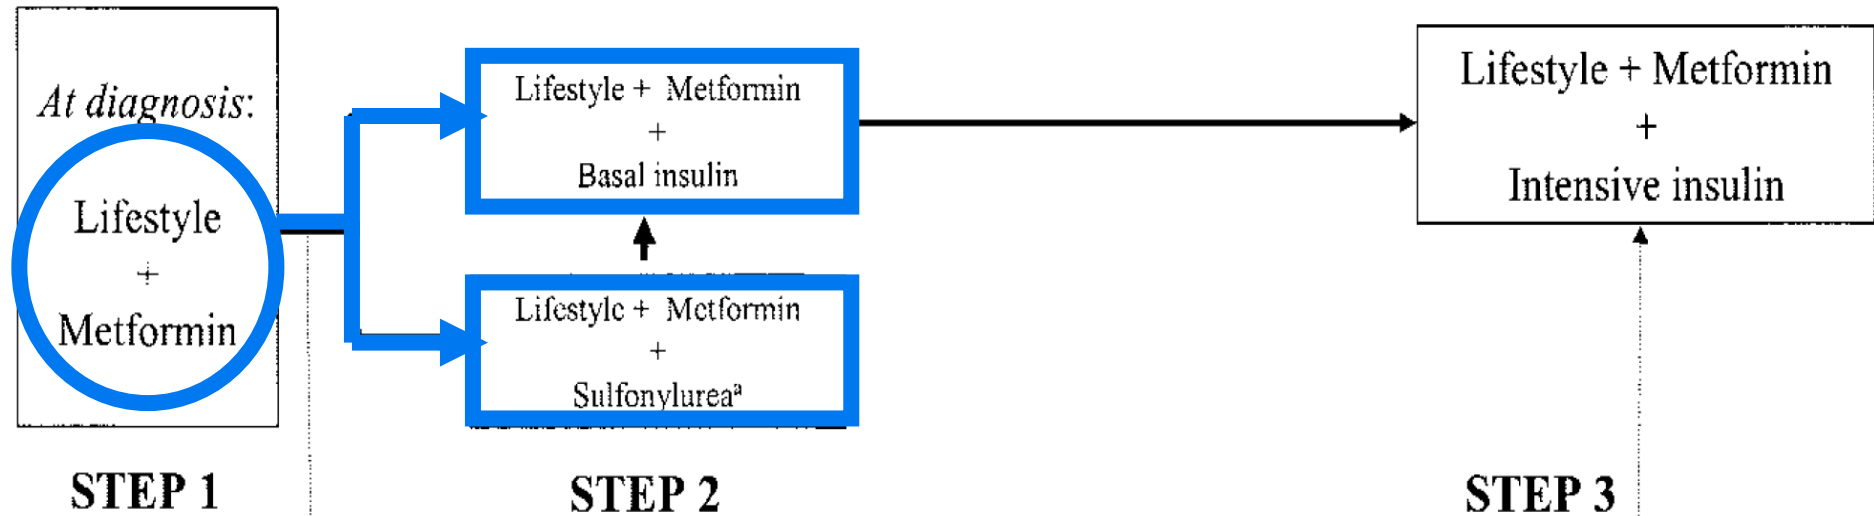 At diagnosis:
Lifestyle
+
Metformin
STEP 1
Lifestyle + Metformin
+
Basal insulin
Lifestyle + Metformin
+
Sulfonylureaᵃ
STEP 2
Lifestyle + Metformin
+
Intensive insulin
STEP 3